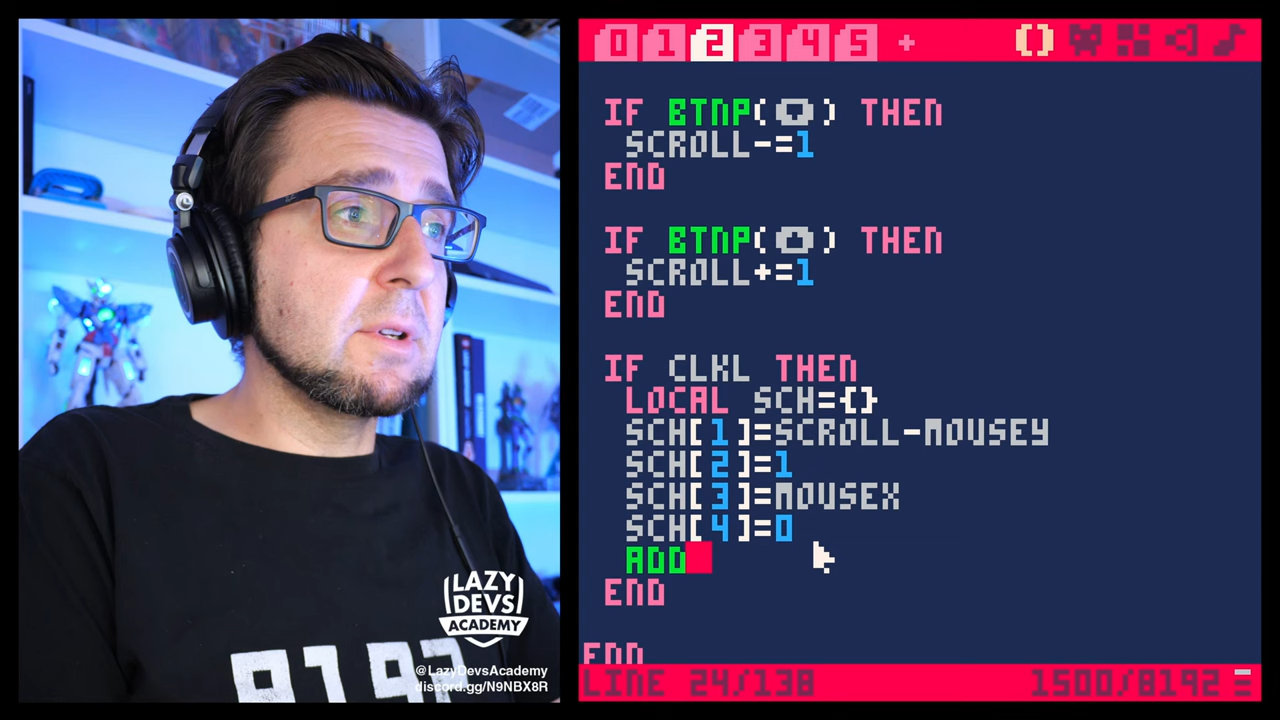 LAZY
DEVS
ACADEMY
@LazyDevsAcademy
discord.gg/N9NBX8R
8192
0 1 2 3 4 5 +
IF BTNP(⬇️) THEN
SCROLL-=1
END
IF BTNP(⬆️) THEN
SCROLL+=1
END
IF CLKL THEN
LOCAL SCH={}
SCH[1]=SCROLL-MOUSEY
SCH[2]=1
SCH[3]=MOUSEX
SCH[4]=0
ADD
END
END
LINE 24/138
1500/8192